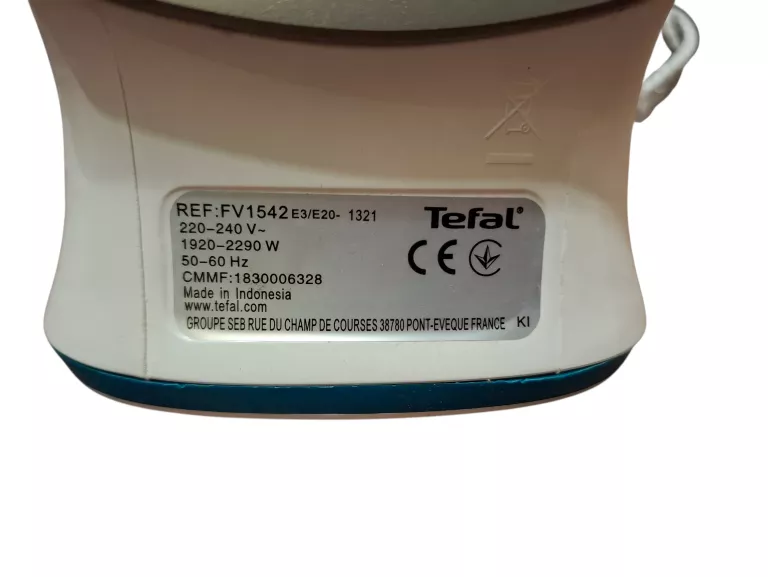 REF:FV1542 E3/E20- 1321
Tefal
220–240 V~
1920–2290 W
50–60 Hz
CMMF:1830006328
Made in Indonesia
www.tefal.com
CE
GROUPE SEB RUE DU CHAMP DE COURSES 38780 PONT-EVEQUE FRANCE KI